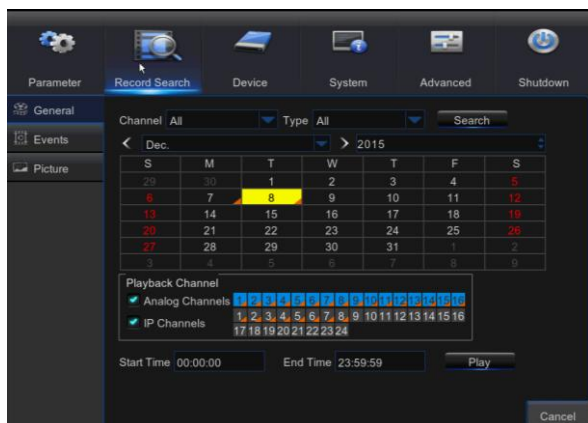 Parameter Record Search Device System Advanced Shutdown
General
Events
Picture
Channel All Type All Search
Dec. 2015
S M T W T F S
29 30 1 2 3 4 5
6 7 8 9 10 11 12
13 14 15 16 17 18 19
20 21 22 23 24 25 26
27 28 29 30 31 1 2
3 4 5 6 7 8 9
Playback Channel
Analog Channels 1 2 3 4 5 6 7 8 9 10 11 12 13 14 15 16
IP Channels 1 2 3 4 5 6 7 8 9 10 11 12 13 14 15 16
17 18 19 20 21 22 23 24
Start Time 00:00:00 End Time 23:59:59 Play
Cancel